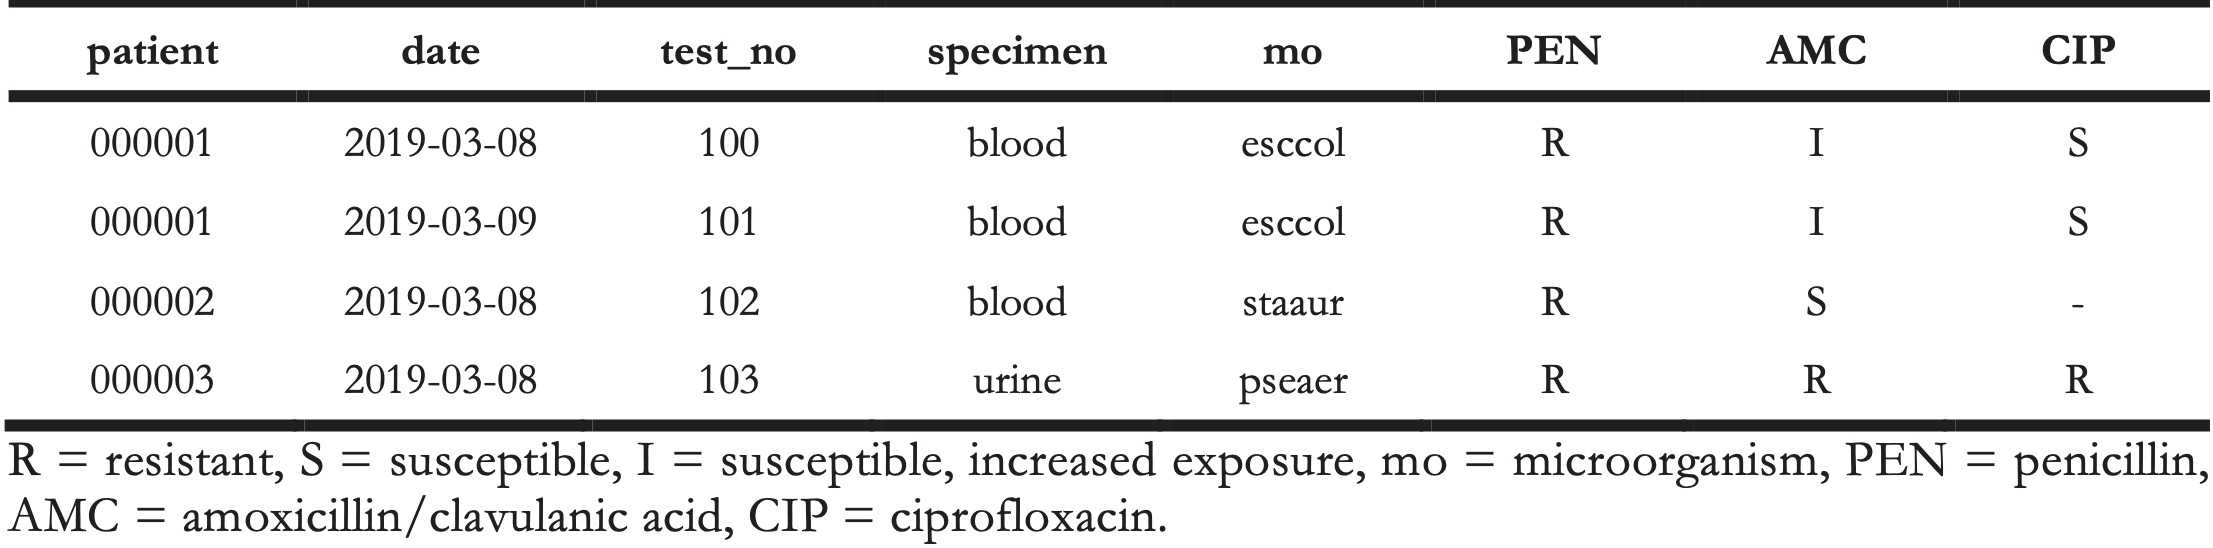 patient date test_no specimen mo PEN AMC CIP
000001 2019-03-08 100 blood esccol R I S
000001 2019-03-09 101 blood esccol R I S
000002 2019-03-08 102 blood staaur R S -
000003 2019-03-08 103 urine pseaer R R R
R = resistant, S = susceptible, I = susceptible, increased exposure, mo = microorganism, PEN = penicillin,
AMC = amoxicillin/clavulanic acid, CIP = ciprofloxacin.